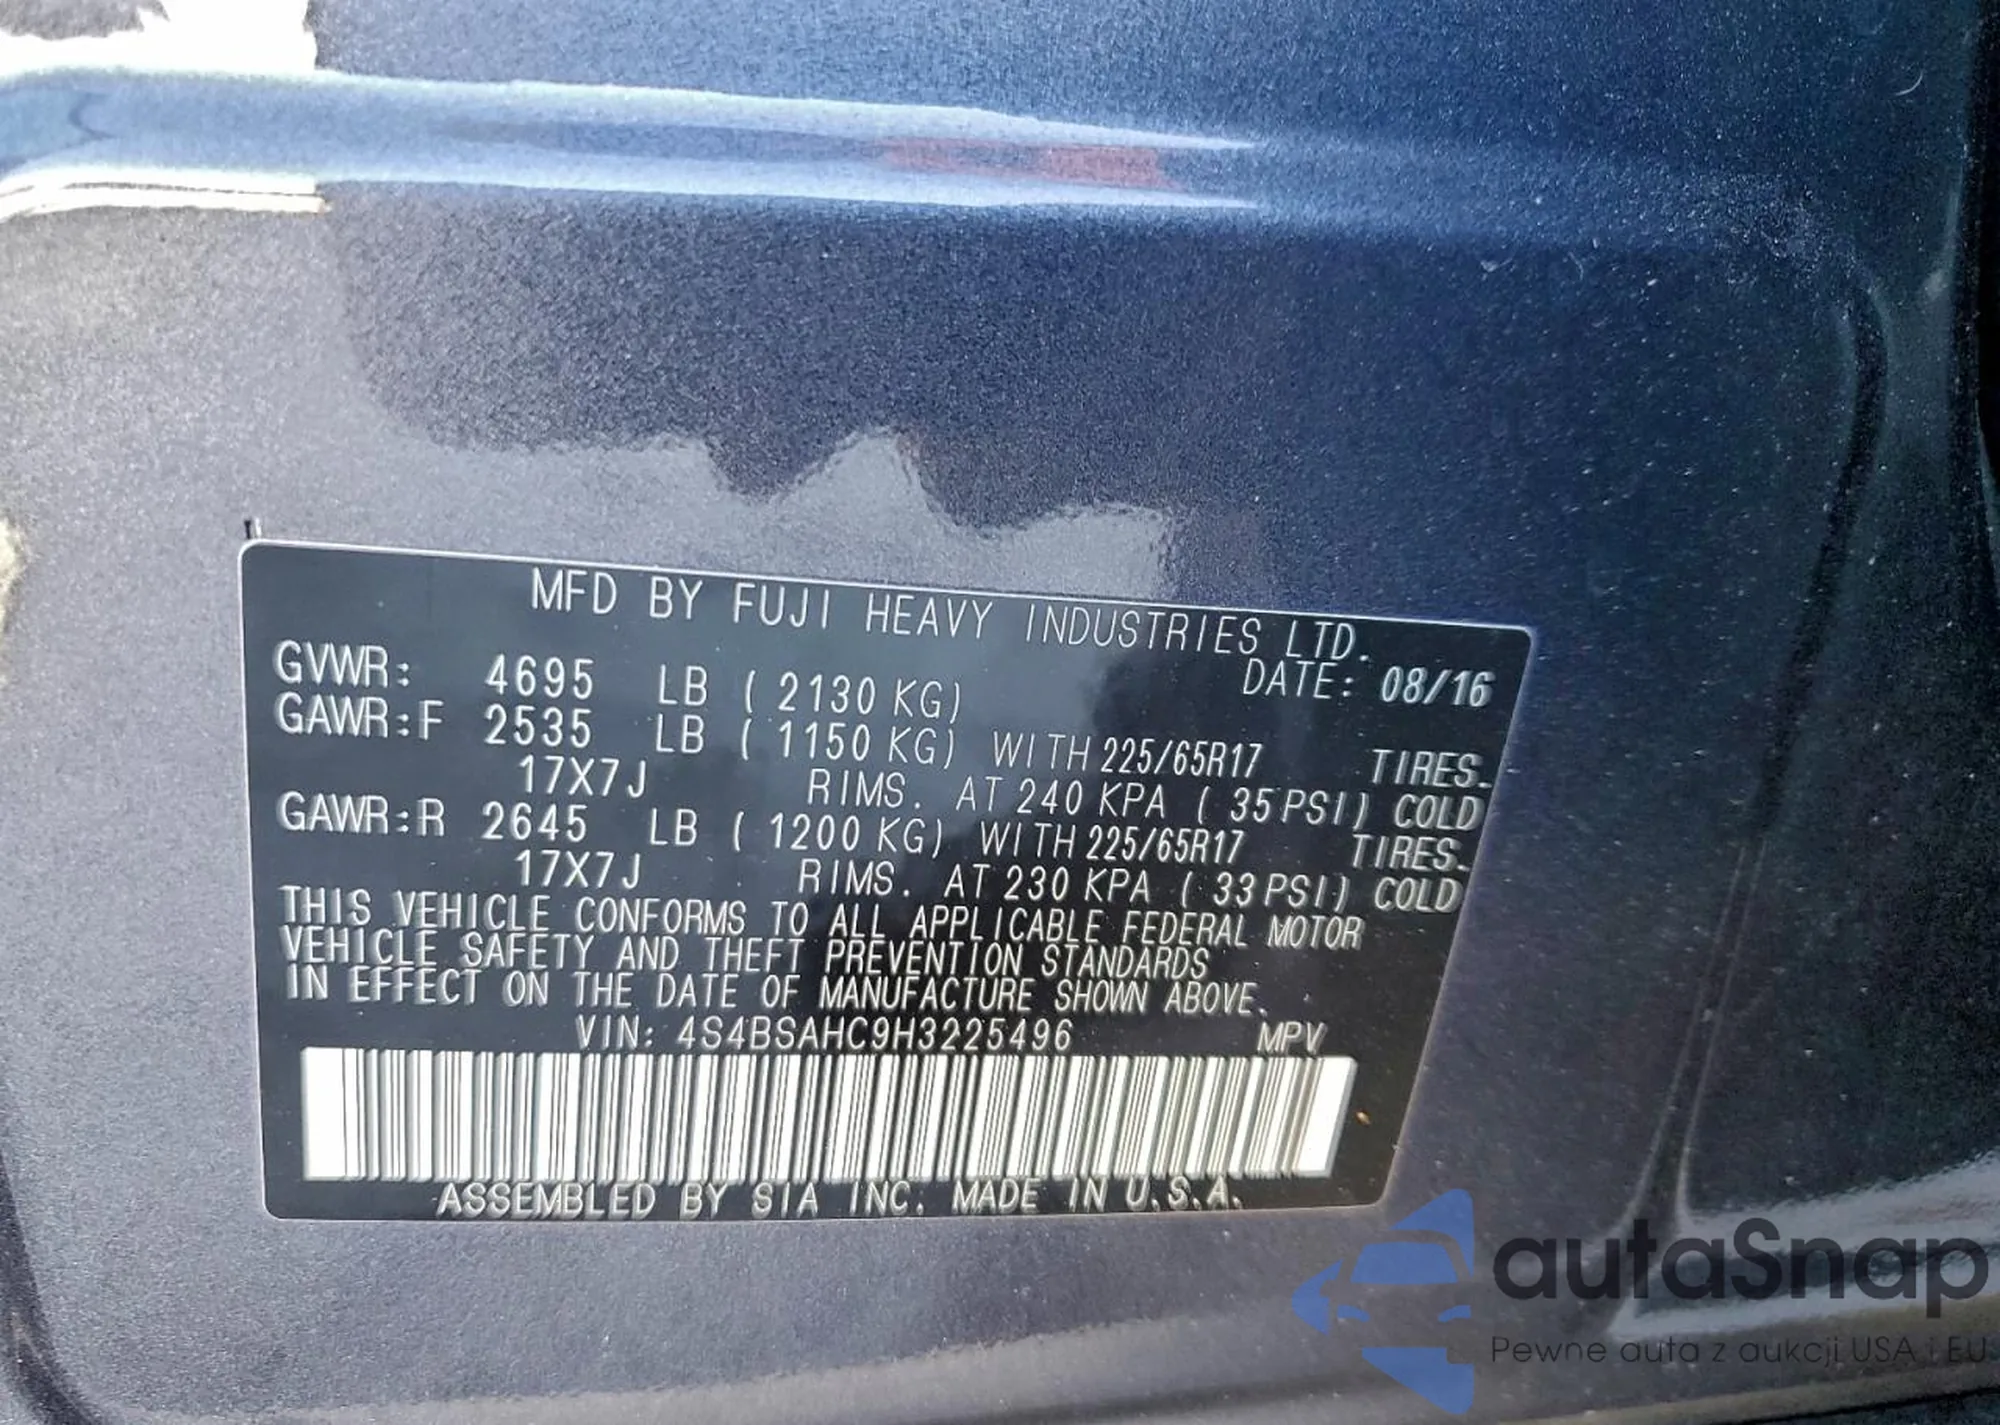 MFD BY FUJI HEAVY INDUSTRIES LTD.
DATE: 08/16
GVWR: 4695 LB ( 2130 KG)
GAWR:F 2535 LB ( 1150 KG) WITH 225/65R17 TIRES.
17X7J RIMS. AT 240 KPA ( 35 PSI) COLD
GAWR:R 2645 LB ( 1200 KG) WITH 225/65R17 TIRES.
17X7J RIMS. AT 230 KPA ( 33 PSI) COLD
THIS VEHICLE CONFORMS TO ALL APPLICABLE FEDERAL MOTOR
VEHICLE SAFETY AND THEFT PREVENTION STANDARDS
IN EFFECT ON THE DATE OF MANUFACTURE SHOWN ABOVE.
VIN: 4S4BSAHC9H3225496 MPV
ASSEMBLED BY SIA INC. MADE IN U.S.A.
autaSnap
Pewne auta z aukcji USA i EU